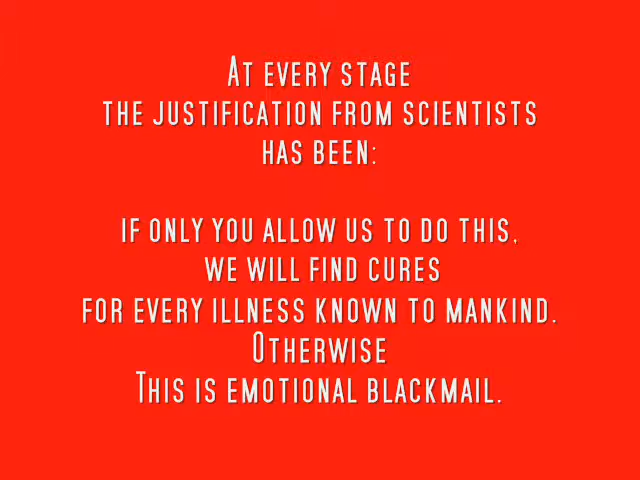 At every stage
the justification from scientists
has been:
if only you allow us to do this,
we will find cures
for every illness known to mankind.
Otherwise
This is emotional blackmail.